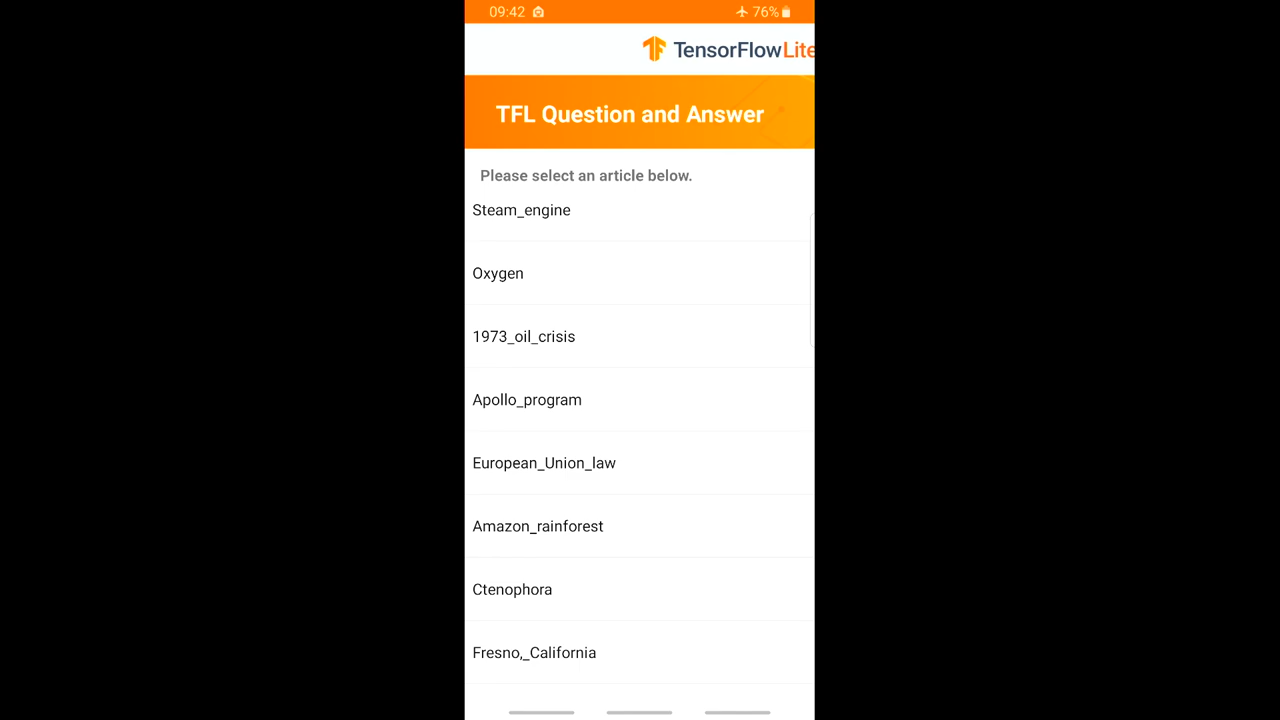 09:42 76%
TensorFlowLite
TFL Question and Answer
Please select an article below.
Steam_engine
Oxygen
1973_oil_crisis
Apollo_program
European_Union_law
Amazon_rainforest
Ctenophora
Fresno,_California